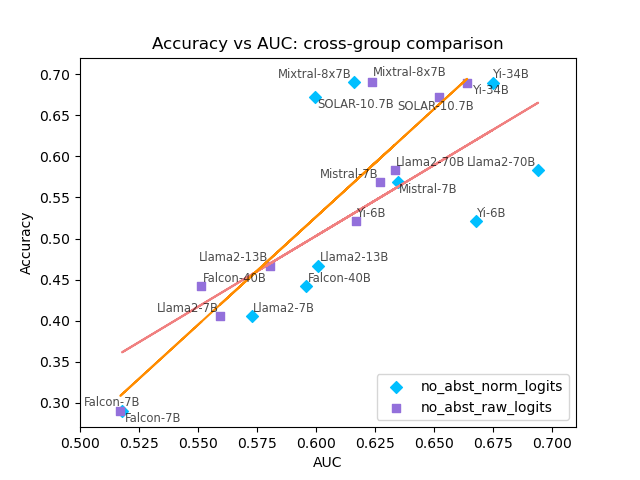 Accuracy vs AUC: cross-group comparison
0.70
Mixtral-8x7B
Mixtral-8x7B
Yi-34B
Yi-34B
0.65
SOLAR-10.7B
SOLAR-10.7B
0.60
Llama2-70B
Llama2-70B
Mistral-7B
Mistral-7B
0.55
Yi-6B
Yi-6B
0.50
Llama2-13B
Llama2-13B
0.45
Falcon-40B
Falcon-40B
Llama2-7B
Llama2-7B
0.40
0.35
0.30
Falcon-7B
Falcon-7B
Accuracy
no_abst_norm_logits
no_abst_raw_logits
0.500 0.525 0.550 0.575 0.600 0.625 0.650 0.675 0.700
AUC